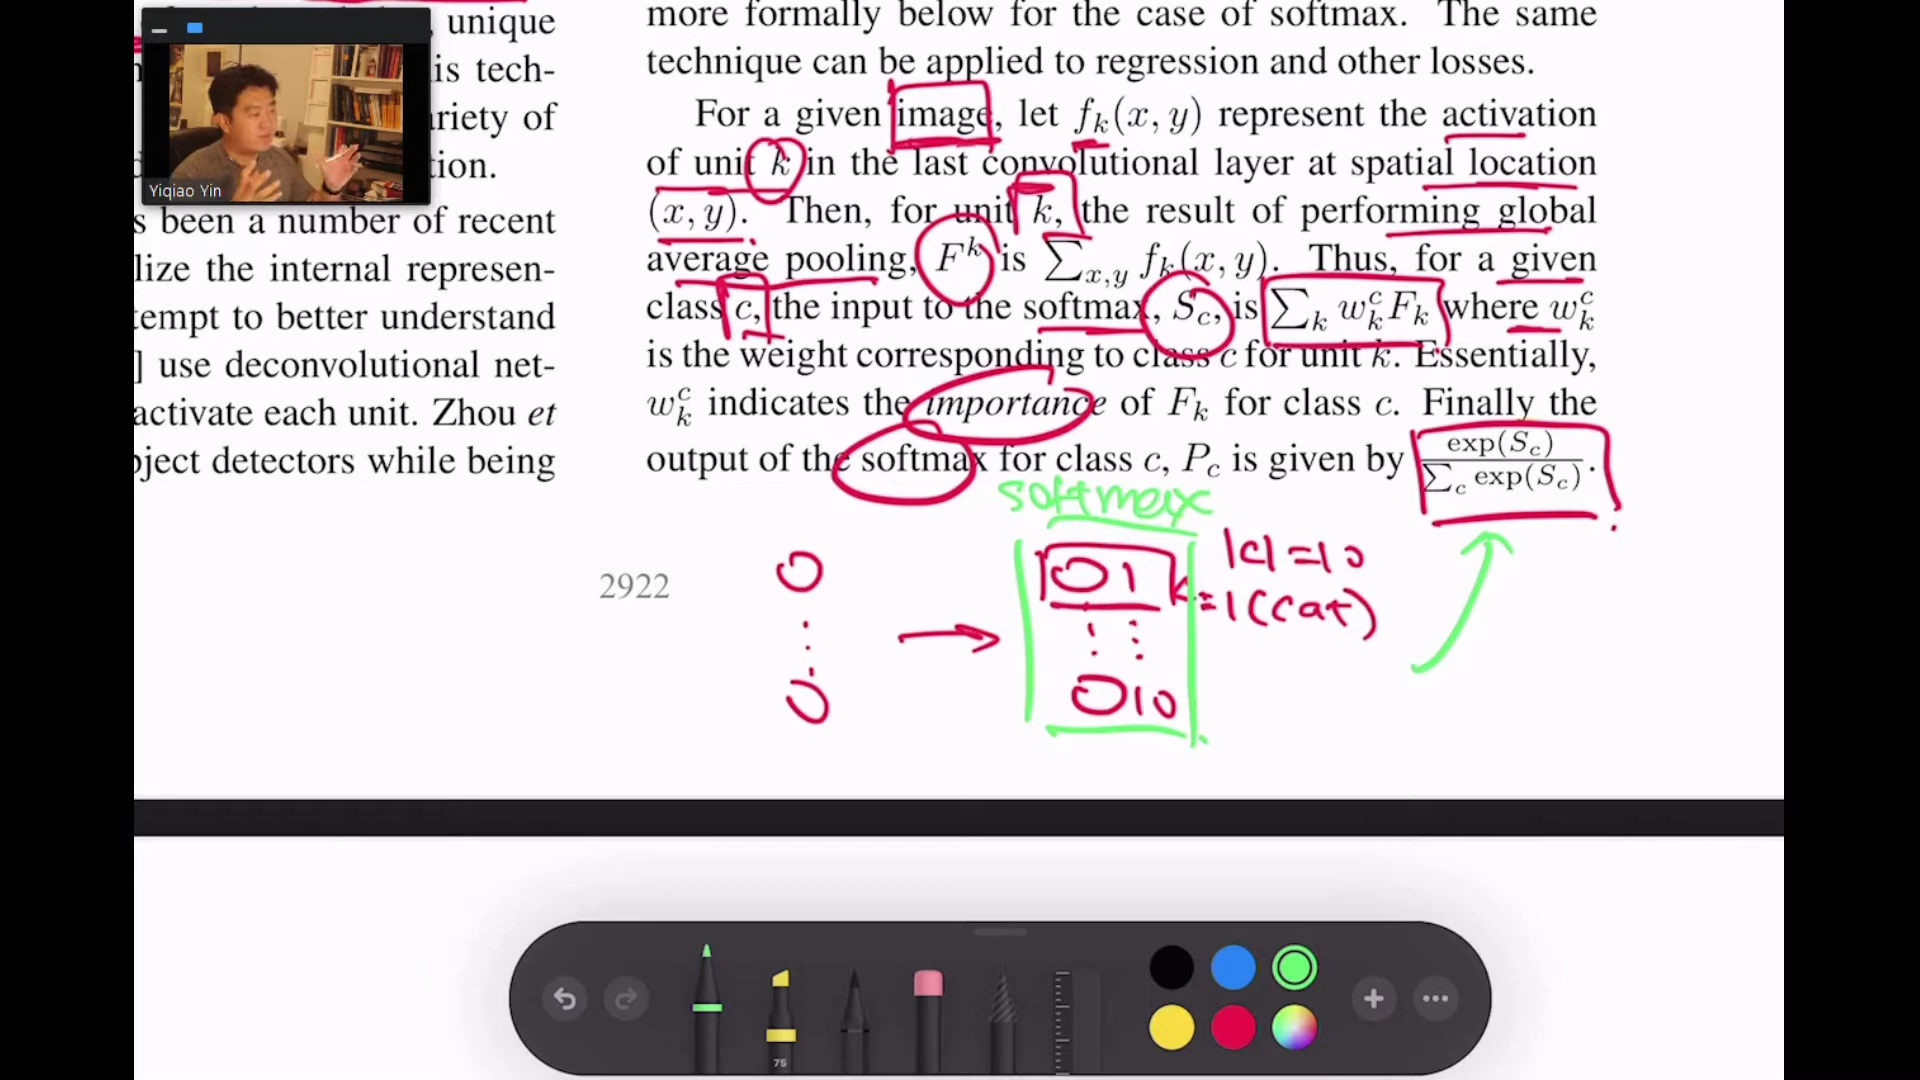 unique
is tech-
riety of
tion.
s been a number of recent
lize the internal represen-
tempt to better understand
] use deconvolutional net-
activate each unit. Zhou et
bject detectors while being
Yiqiao Yin
more formally below for the case of softmax. The same
technique can be applied to regression and other losses.
For a given image, let f_k(x, y) represent the activation
of unit k in the last convolutional layer at spatial location
(x, y). Then, for unit k, the result of performing global
average pooling, F^k is ∑_{x,y} f_k(x, y). Thus, for a given
class c, the input to the softmax, S_c, is ∑_k w_k^c F_k where w_k^c
is the weight corresponding to class c for unit k. Essentially,
w_k^c indicates the importance of F_k for class c. Finally the
output of the softmax for class c, P_c is given by exp(S_c) / ∑_c exp(S_c).
softmax
|c| = 10
1
k=1 (cat)
10
2922
75